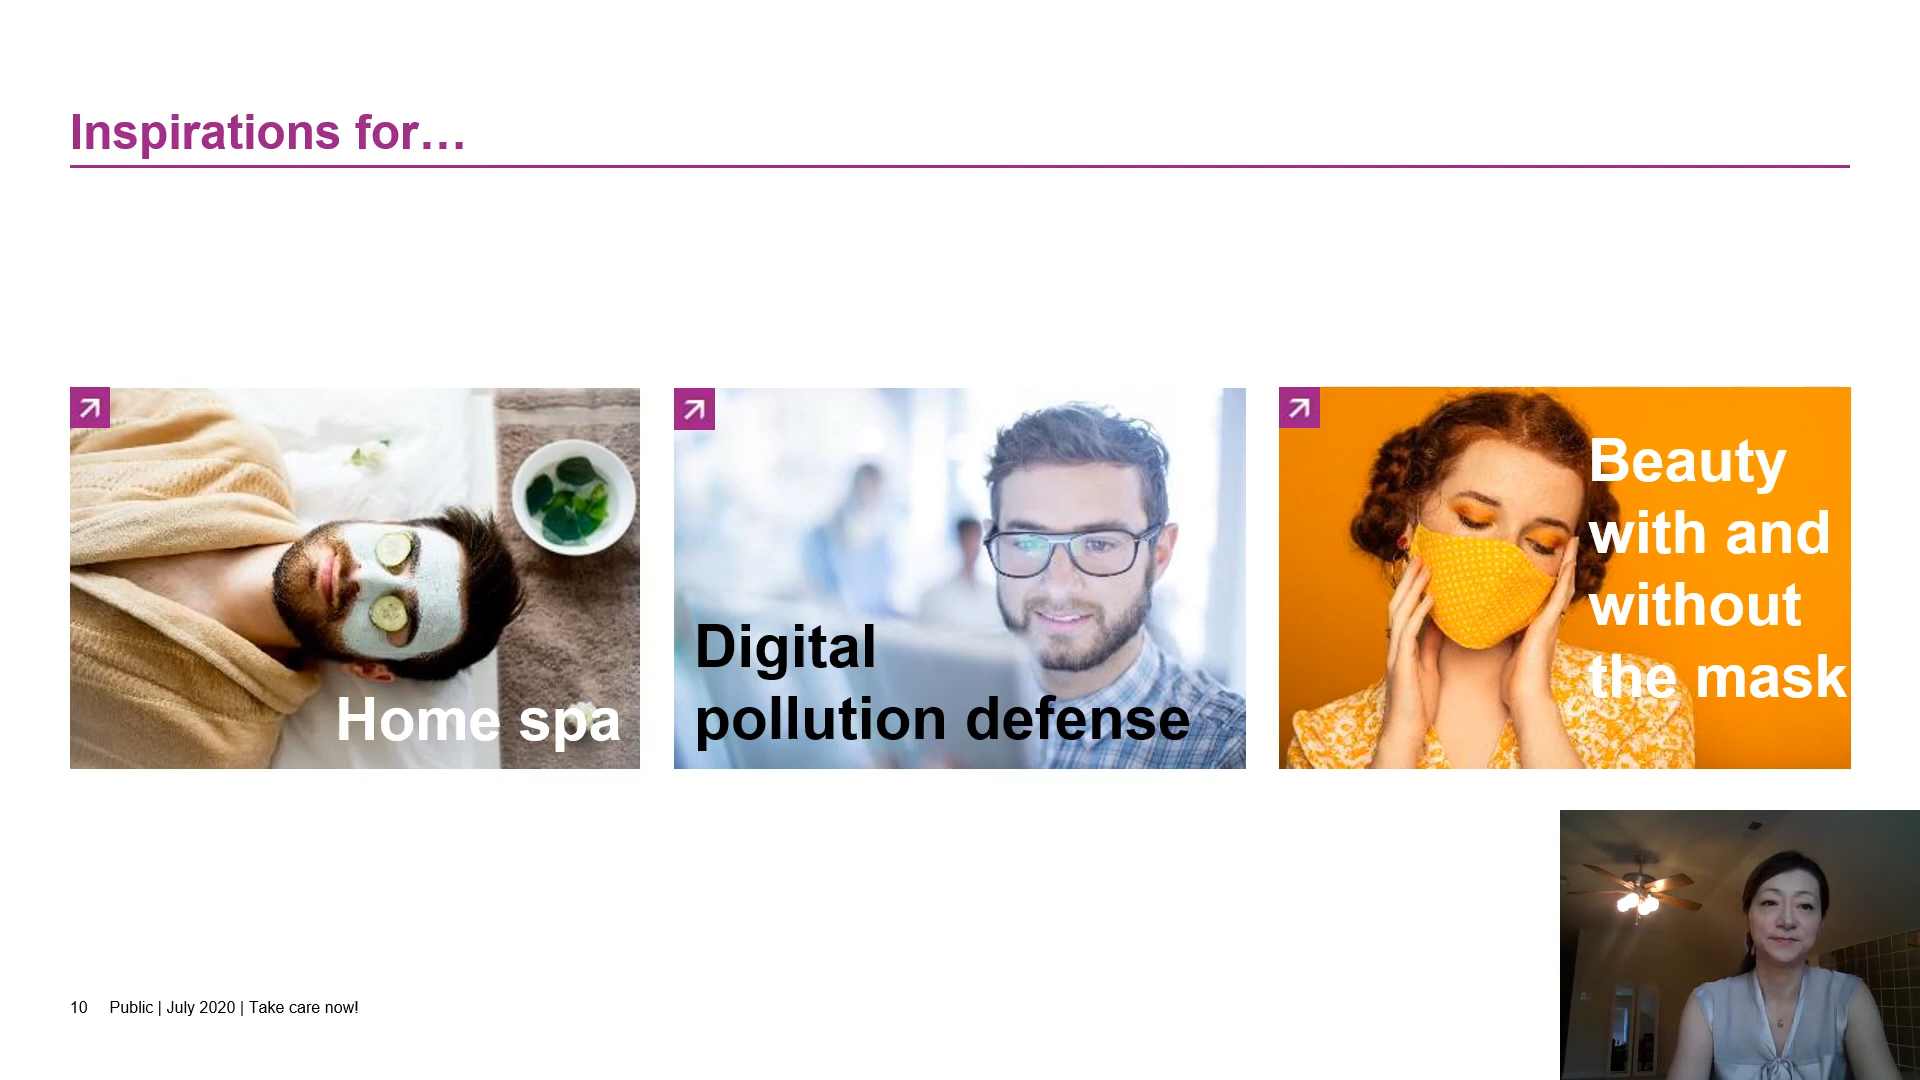 Inspirations for…
Home spa
Digital
pollution defense
Beauty
with and
without
the mask
10 Public | July 2020 | Take care now!